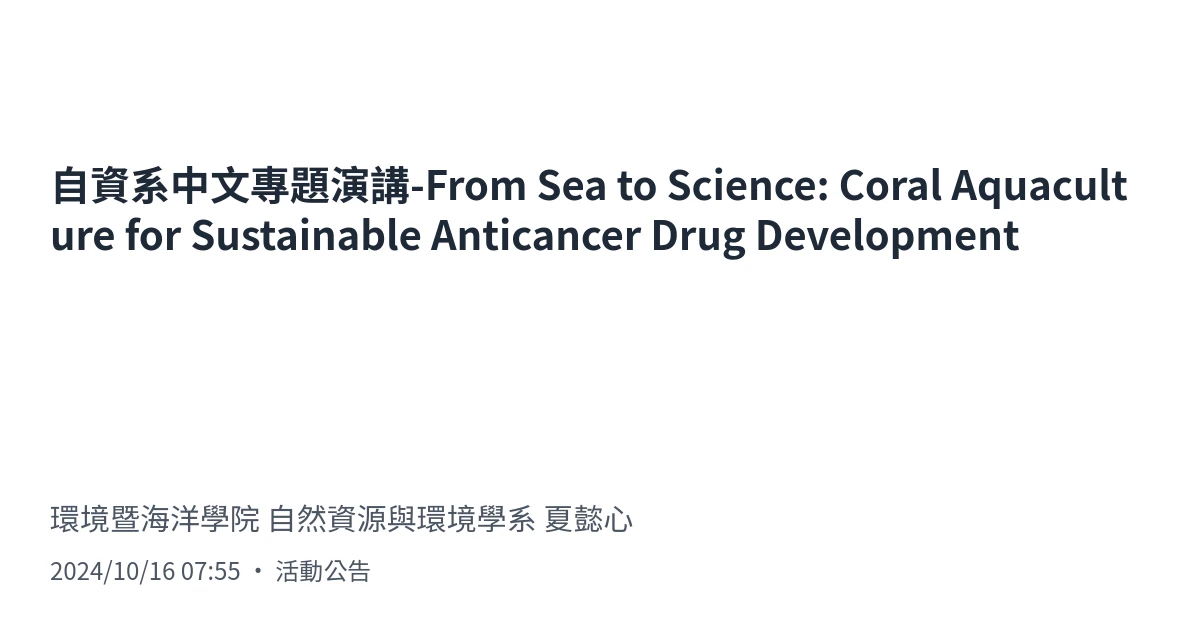 自資系中文專題演講-From Sea to Science: Coral Aquacult
ure for Sustainable Anticancer Drug Development
環境暨海洋學院 自然資源與環境學系 夏懿心
2024/10/16 07:55 • 活動公告